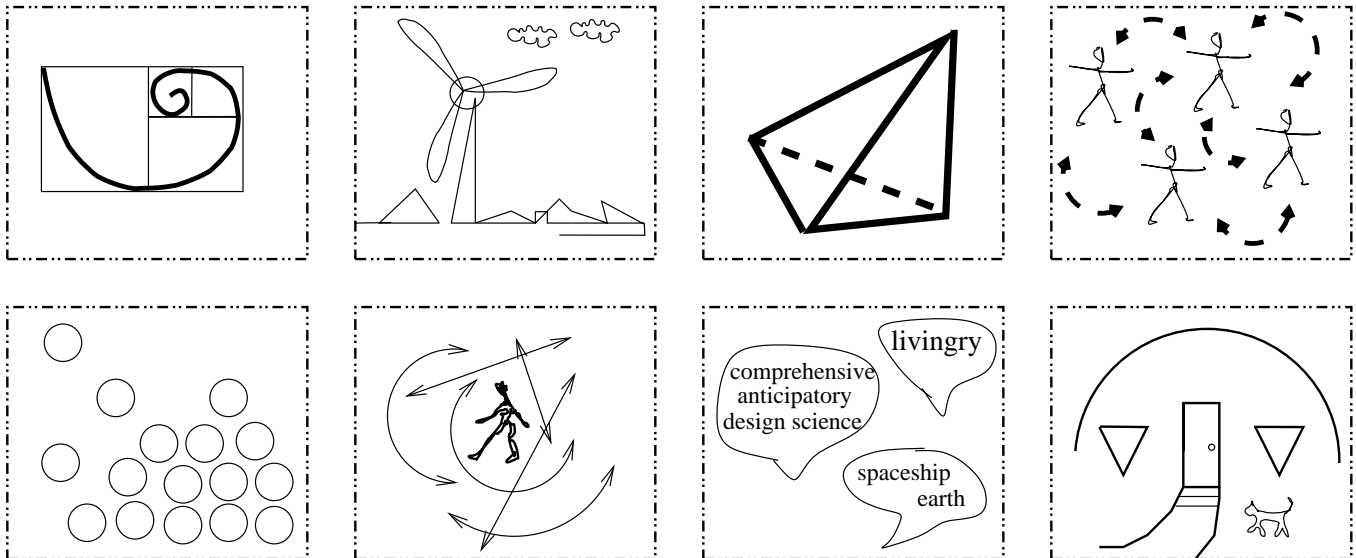 livingry
comprehensive
anticipatory
design science
spaceship
earth